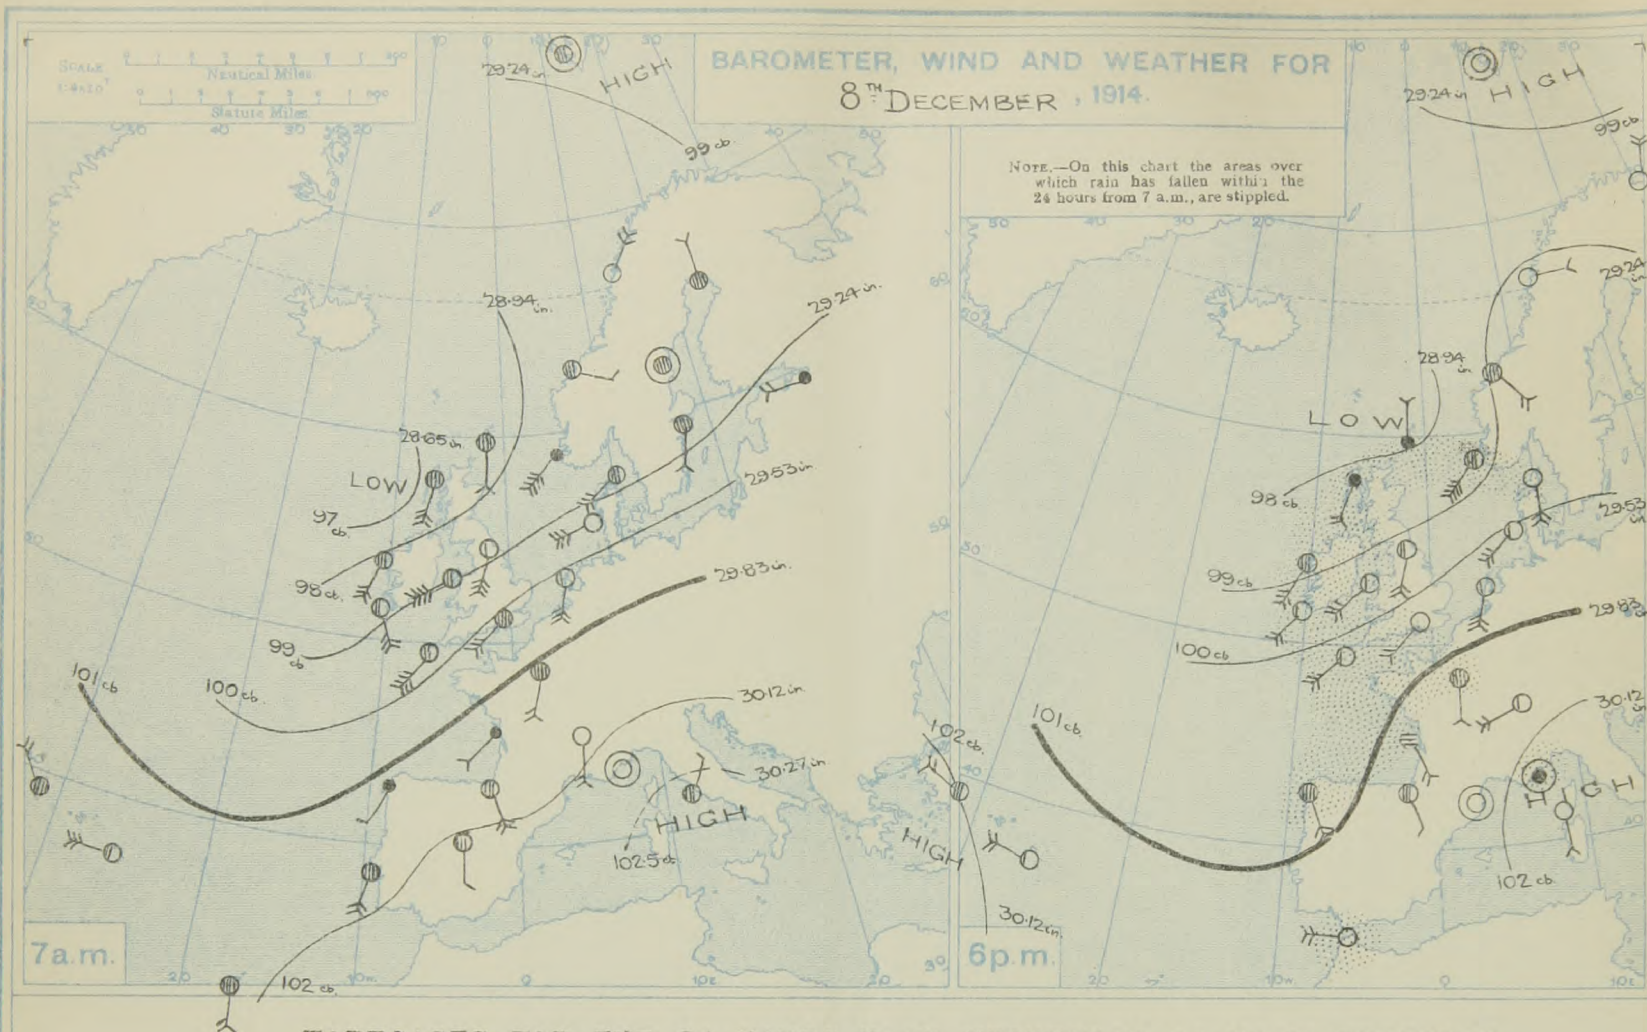 BAROMETER, WIND AND WEATHER FOR
8TH DECEMBER, 1914.
NOTE.—On this chart the areas over
which rain has fallen within the
24 hours from 7 a.m., are stippled.
SCALE
Nautical Miles
Statute Miles
29.24 in
HIGH
99 cb
28.94 in.
29.24 in.
28.65 in
LOW
97 cb
29.53 in
98 cb.
29.83 in.
99 cb
101 cb
100 cb.
30.12 in
30.27 in
HIGH
102.5 cb
102 cb.
7 a.m.
29.24 in
HIGH
99 cb
29.24 in
28.94 in
LOW
98 cb
29.53 in
99 cb
29.83
100 cb
101 cb
30.12 in
102 cb.
HIGH
HIGH
102 cb
30.12 in.
6 p.m.